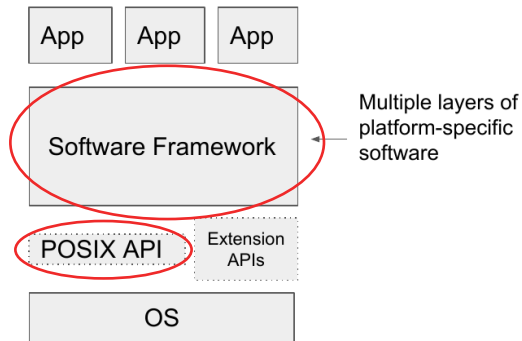 App
App
App
Software Framework
Multiple layers of
platform-specific
software
POSIX API
Extension
APIs
OS